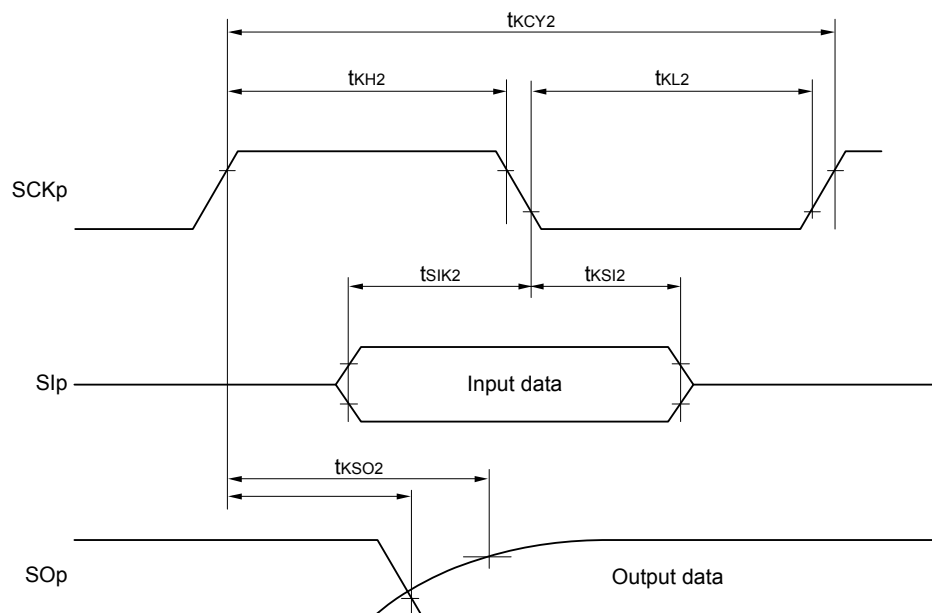 tKCY2
tKH2
tKL2
SCKp
tSIK2
tKSI2
SIp
Input data
tKSO2
SOp
Output data